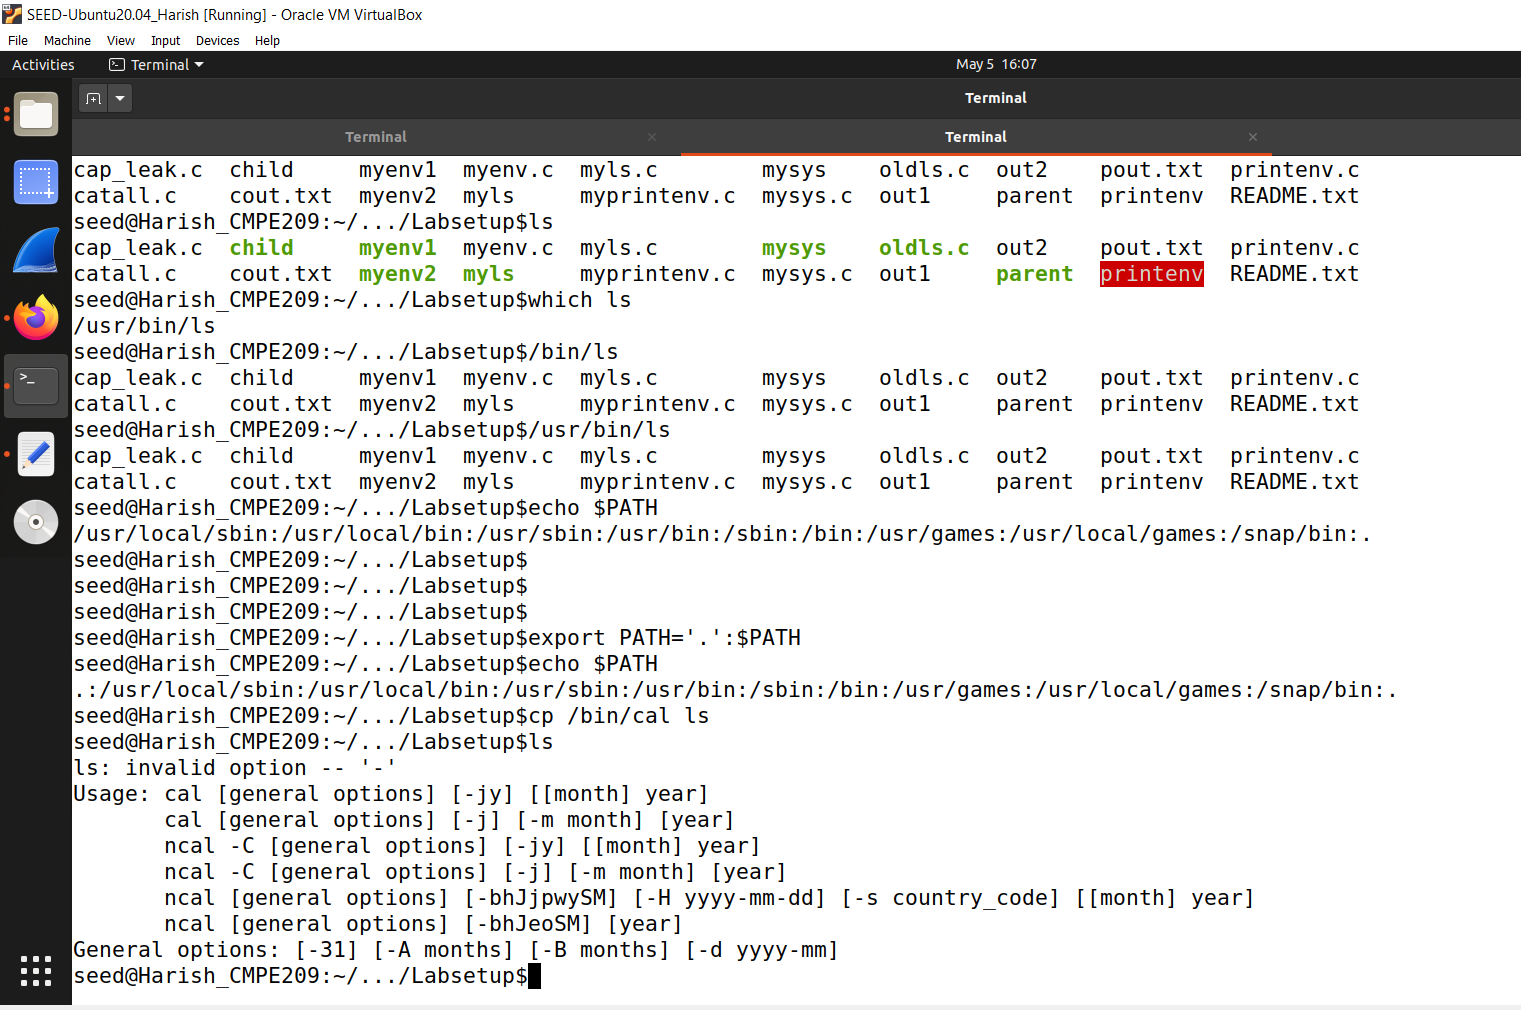 SEED-Ubuntu20.04_Harish [Running] - Oracle VM VirtualBox
File Machine View Input Devices Help
Activities Terminal May 5 16:07
Terminal
Terminal × Terminal ×
cap_leak.c child myenv1 myenv.c myls.c mysys oldls.c out2 pout.txt printenv.c
catall.c cout.txt myenv2 myls myprintenv.c mysys.c out1 parent printenv README.txt
seed@Harish_CMPE209:~/.../Labsetup$ls
cap_leak.c child myenv1 myenv.c myls.c mysys oldls.c out2 pout.txt printenv.c
catall.c cout.txt myenv2 myls myprintenv.c mysys.c out1 parent printenv README.txt
seed@Harish_CMPE209:~/.../Labsetup$which ls
/usr/bin/ls
seed@Harish_CMPE209:~/.../Labsetup$/bin/ls
cap_leak.c child myenv1 myenv.c myls.c mysys oldls.c out2 pout.txt printenv.c
catall.c cout.txt myenv2 myls myprintenv.c mysys.c out1 parent printenv README.txt
seed@Harish_CMPE209:~/.../Labsetup$/usr/bin/ls
cap_leak.c child myenv1 myenv.c myls.c mysys oldls.c out2 pout.txt printenv.c
catall.c cout.txt myenv2 myls myprintenv.c mysys.c out1 parent printenv README.txt
seed@Harish_CMPE209:~/.../Labsetup$echo $PATH
/usr/local/sbin:/usr/local/bin:/usr/sbin:/usr/bin:/sbin:/bin:/usr/games:/usr/local/games:/snap/bin:.
seed@Harish_CMPE209:~/.../Labsetup$
seed@Harish_CMPE209:~/.../Labsetup$
seed@Harish_CMPE209:~/.../Labsetup$
seed@Harish_CMPE209:~/.../Labsetup$export PATH='.':$PATH
seed@Harish_CMPE209:~/.../Labsetup$echo $PATH
.:/usr/local/sbin:/usr/local/bin:/usr/sbin:/usr/bin:/sbin:/bin:/usr/games:/usr/local/games:/snap/bin:.
seed@Harish_CMPE209:~/.../Labsetup$cp /bin/cal ls
seed@Harish_CMPE209:~/.../Labsetup$ls
ls: invalid option -- '-'
Usage: cal [general options] [-jy] [[month] year]
cal [general options] [-j] [-m month] [year]
ncal -C [general options] [-jy] [[month] year]
ncal -C [general options] [-j] [-m month] [year]
ncal [general options] [-bhJjpwySM] [-H yyyy-mm-dd] [-s country_code] [[month] year]
ncal [general options] [-bhJeoSM] [year]
General options: [-31] [-A months] [-B months] [-d yyyy-mm]
seed@Harish_CMPE209:~/.../Labsetup$